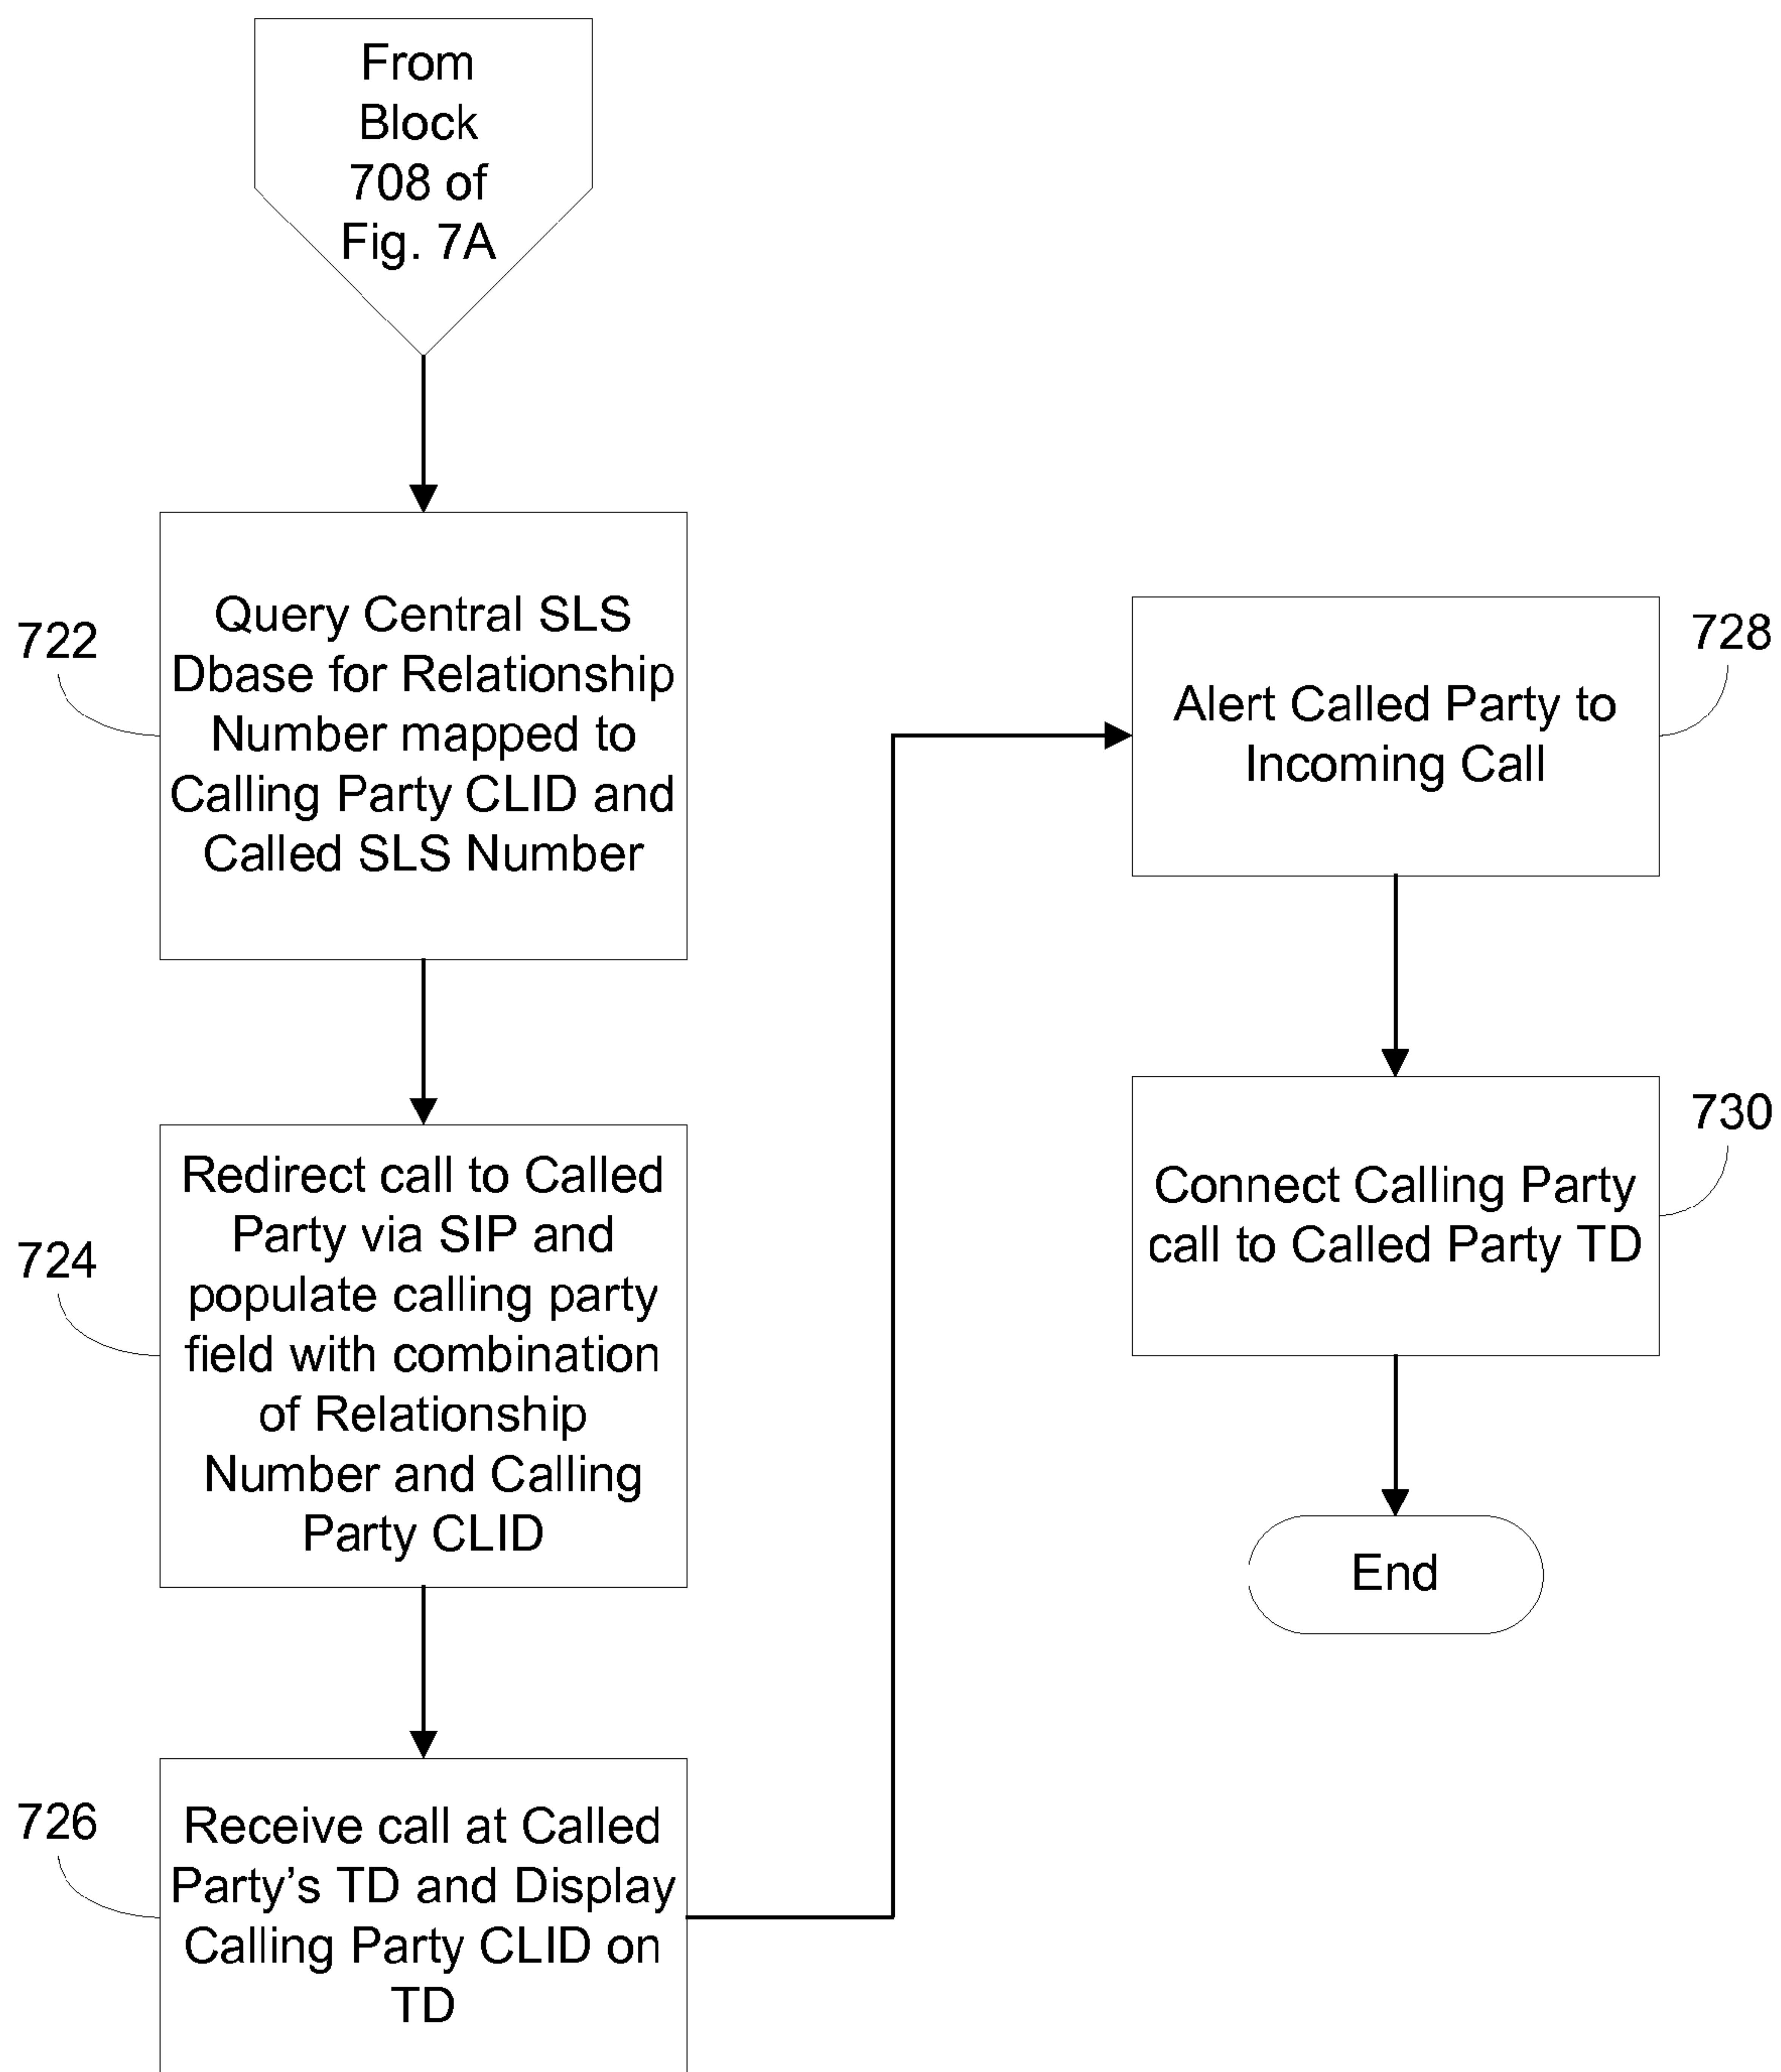 From
Block
708 of
Fig. 7A
722
Query Central SLS
Dbase for Relationship
Number mapped to
Calling Party CLID and
Called SLS Number
724
Redirect call to Called
Party via SIP and
populate calling party
field with combination
of Relationship
Number and Calling
Party CLID
726
Receive call at Called
Party’s TD and Display
Calling Party CLID on
TD
728
Alert Called Party to
Incoming Call
730
Connect Calling Party
call to Called Party TD
End